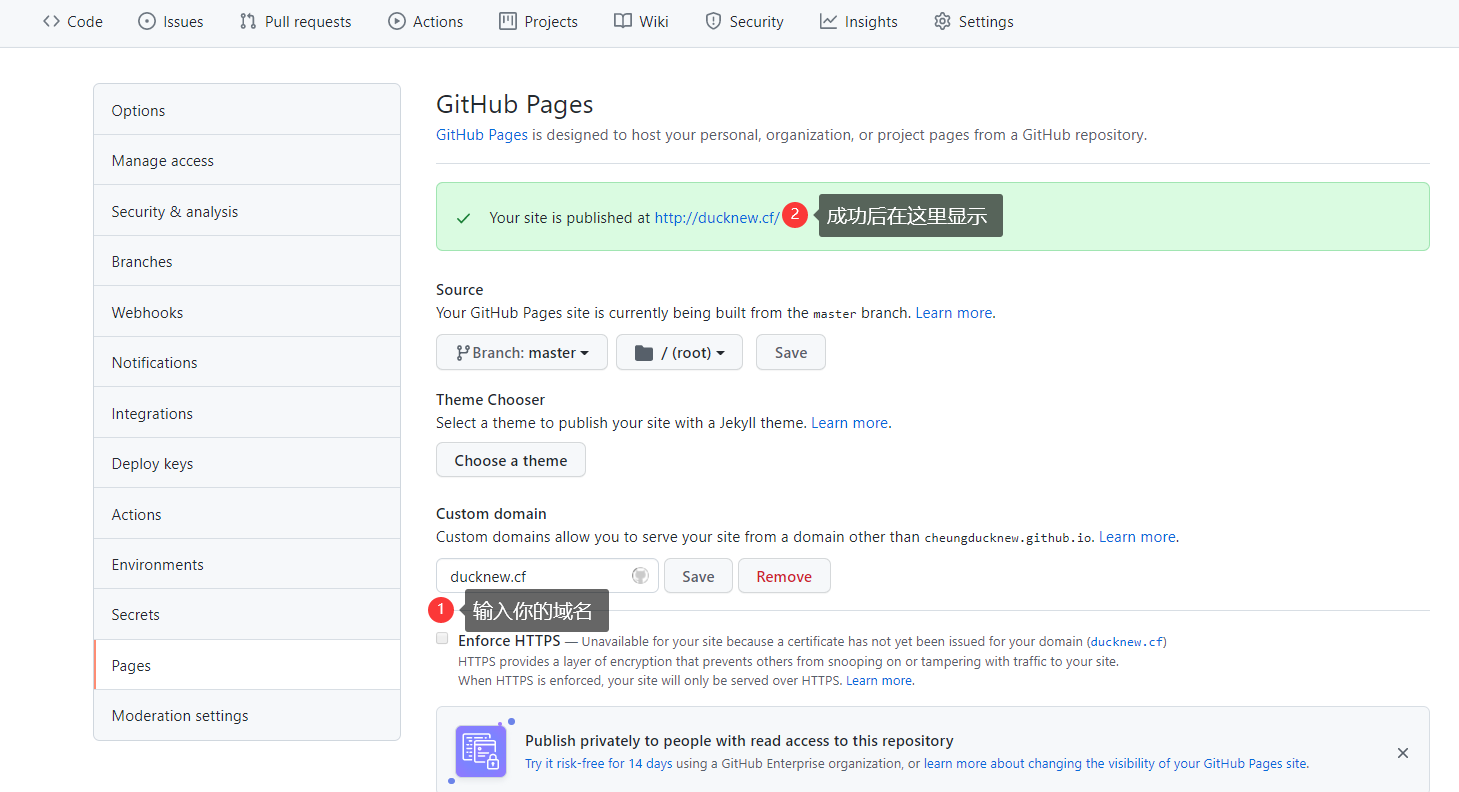 Code Issues Pull requests Actions Projects Wiki Security Insights Settings
Options
Manage access
Security & analysis
Branches
Webhooks
Notifications
Integrations
Deploy keys
Actions
Environments
Secrets
Pages
Moderation settings
GitHub Pages
GitHub Pages is designed to host your personal, organization, or project pages from a GitHub repository.
Your site is published at http://ducknew.cf/ 2 成功后在这里显示
Source
Your GitHub Pages site is currently being built from the master branch. Learn more.
Branch: master / (root) Save
Theme Chooser
Select a theme to publish your site with a Jekyll theme. Learn more.
Choose a theme
Custom domain
Custom domains allow you to serve your site from a domain other than cheungducknew.github.io. Learn more.
ducknew.cf Save Remove
1 输入你的域名
Enforce HTTPS — Unavailable for your site because a certificate has not yet been issued for your domain (ducknew.cf)
HTTPS provides a layer of encryption that prevents others from snooping on or tampering with traffic to your site.
When HTTPS is enforced, your site will only be served over HTTPS. Learn more.
Publish privately to people with read access to this repository
Try it risk-free for 14 days using a GitHub Enterprise organization, or learn more about changing the visibility of your GitHub Pages site.